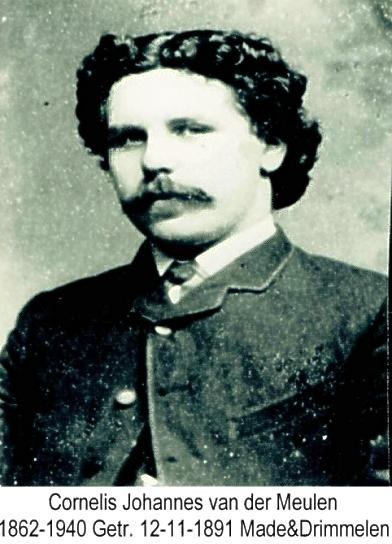 Cornelis Johannes van der Meulen
1862-1940 Getr. 12-11-1891 Made&Drimmelen